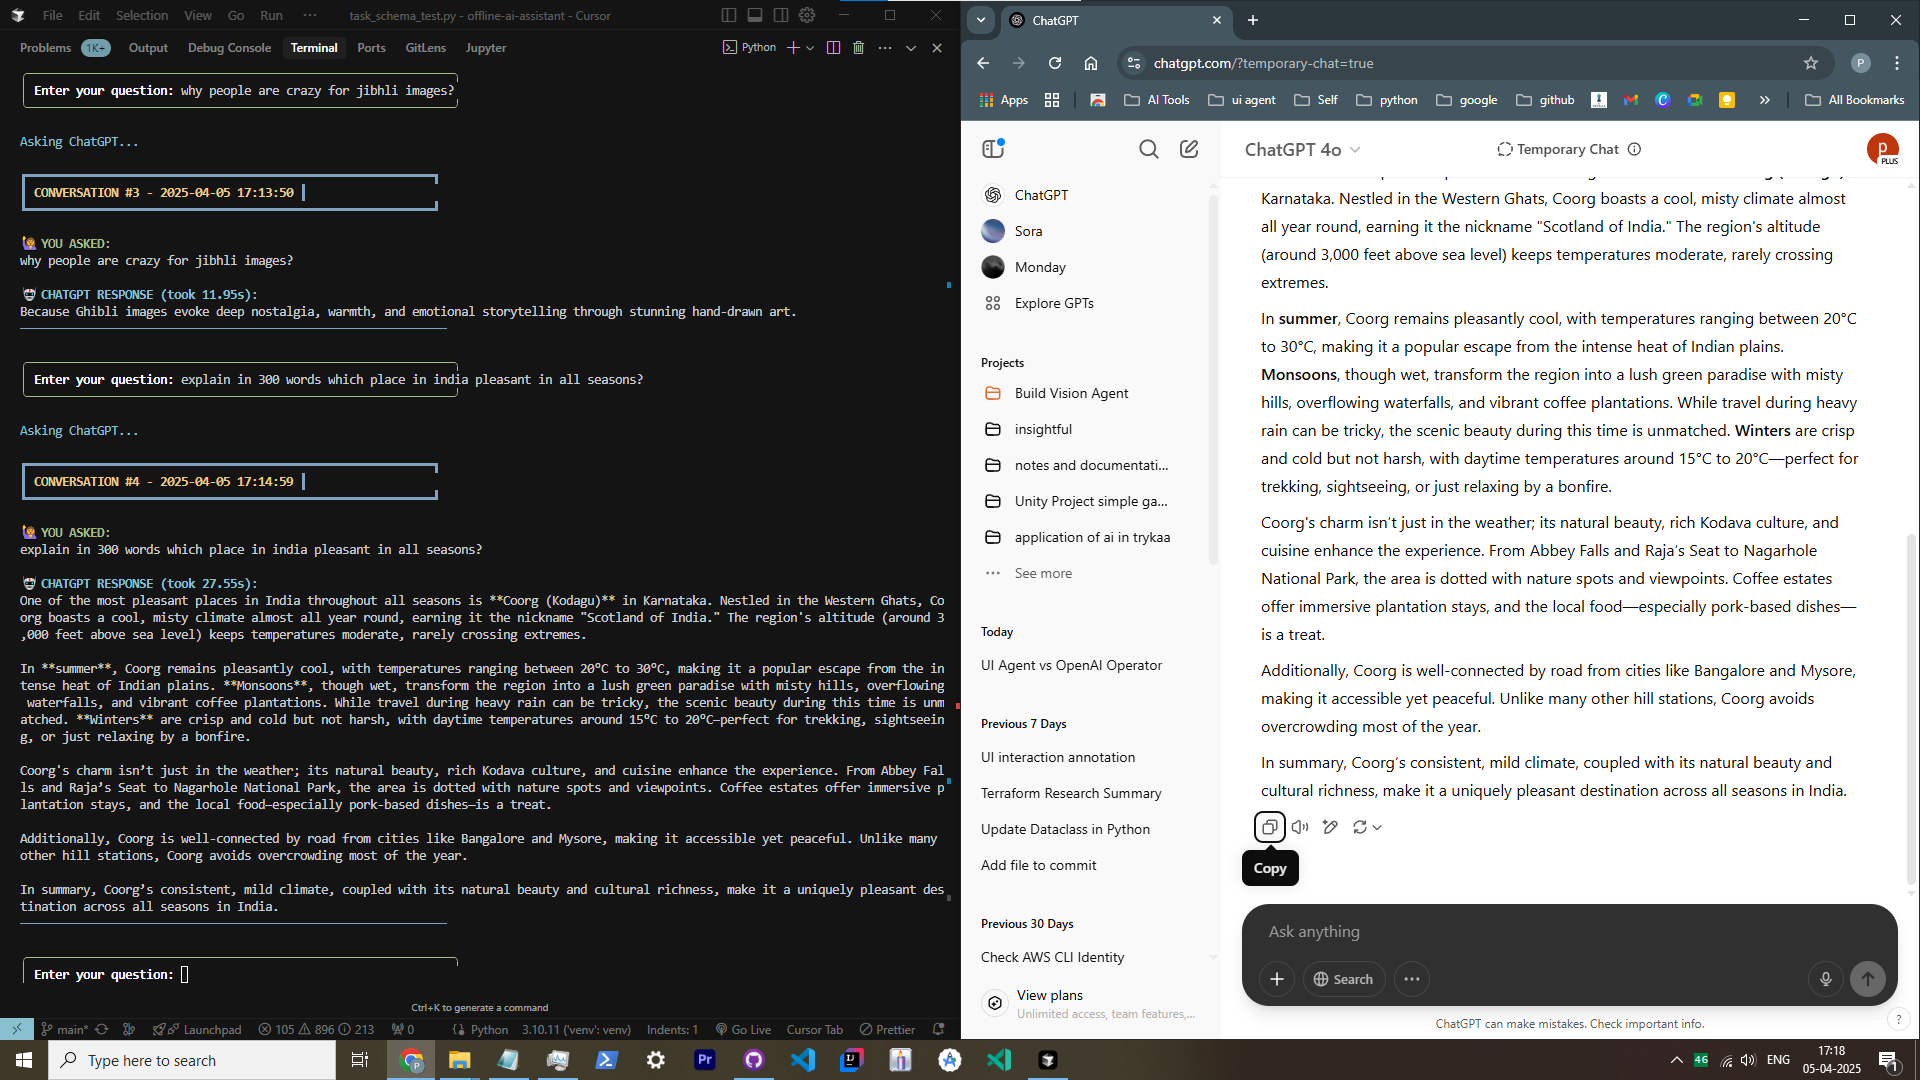 File Edit Selection View Go Run ··· task_schema_test.py - offline-ai-assistant - Cursor
Problems 1K+ Output Debug Console Terminal Ports GitLens Jupyter Python
Enter your question: why people are crazy for jibhli images?
Asking ChatGPT...
CONVERSATION #3 - 2025-04-05 17:13:50
YOU ASKED:
why people are crazy for jibhli images?
CHATGPT RESPONSE (took 11.95s):
Because Ghibli images evoke deep nostalgia, warmth, and emotional storytelling through stunning hand-drawn art.
Enter your question: explain in 300 words which place in india pleasant in all seasons?
Asking ChatGPT...
CONVERSATION #4 - 2025-04-05 17:14:59
YOU ASKED:
explain in 300 words which place in india pleasant in all seasons?
CHATGPT RESPONSE (took 27.55s):
One of the most pleasant places in India throughout all seasons is **Coorg (Kodagu)** in Karnataka. Nestled in the Western Ghats, Co
org boasts a cool, misty climate almost all year round, earning it the nickname "Scotland of India." The region's altitude (around 3
,000 feet above sea level) keeps temperatures moderate, rarely crossing extremes.
In **summer**, Coorg remains pleasantly cool, with temperatures ranging between 20°C to 30°C, making it a popular escape from the in
tense heat of Indian plains. **Monsoons**, though wet, transform the region into a lush green paradise with misty hills, overflowing
waterfalls, and vibrant coffee plantations. While travel during heavy rain can be tricky, the scenic beauty during this time is unm
atched. **Winters** are crisp and cold but not harsh, with daytime temperatures around 15°C to 20°C—perfect for trekking, sightseein
g, or just relaxing by a bonfire.
Coorg's charm isn’t just in the weather; its natural beauty, rich Kodava culture, and cuisine enhance the experience. From Abbey Fal
ls and Raja’s Seat to Nagarhole National Park, the area is dotted with nature spots and viewpoints. Coffee estates offer immersive p
lantation stays, and the local food—especially pork-based dishes—is a treat.
Additionally, Coorg is well-connected by road from cities like Bangalore and Mysore, making it accessible yet peaceful. Unlike many
other hill stations, Coorg avoids overcrowding most of the year.
In summary, Coorg’s consistent, mild climate, coupled with its natural beauty and cultural richness, make it a uniquely pleasant des
tination across all seasons in India.
Enter your question:
Ctrl+K to generate a command
main* Launchpad 105 896 213 0 Python 3.10.11 ('venv': venv) Indents: 1 Go Live Cursor Tab Prettier
ChatGPT
chatgpt.com/?temporary-chat=true P
Apps AI Tools ui agent Self python google github » All Bookmarks
ChatGPT
Sora
Monday
Explore GPTs
Projects
Build Vision Agent
insightful
notes and documentati...
Unity Project simple ga...
application of ai in trykaa
See more
Today
UI Agent vs OpenAI Operator
Previous 7 Days
UI interaction annotation
Terraform Research Summary
Update Dataclass in Python
Add file to commit
Previous 30 Days
Check AWS CLI Identity
View plans
Unlimited access, team features,...
ChatGPT 4o Temporary Chat p PLUS
Karnataka. Nestled in the Western Ghats, Coorg boasts a cool, misty climate almost
all year round, earning it the nickname "Scotland of India." The region's altitude
(around 3,000 feet above sea level) keeps temperatures moderate, rarely crossing
extremes.
In summer, Coorg remains pleasantly cool, with temperatures ranging between 20°C
to 30°C, making it a popular escape from the intense heat of Indian plains.
Monsoons, though wet, transform the region into a lush green paradise with misty
hills, overflowing waterfalls, and vibrant coffee plantations. While travel during heavy
rain can be tricky, the scenic beauty during this time is unmatched. Winters are crisp
and cold but not harsh, with daytime temperatures around 15°C to 20°C—perfect for
trekking, sightseeing, or just relaxing by a bonfire.
Coorg's charm isn’t just in the weather; its natural beauty, rich Kodava culture, and
cuisine enhance the experience. From Abbey Falls and Raja’s Seat to Nagarhole
National Park, the area is dotted with nature spots and viewpoints. Coffee estates
offer immersive plantation stays, and the local food—especially pork-based dishes—
is a treat.
Additionally, Coorg is well-connected by road from cities like Bangalore and Mysore,
making it accessible yet peaceful. Unlike many other hill stations, Coorg avoids
overcrowding most of the year.
In summary, Coorg’s consistent, mild climate, coupled with its natural beauty and
cultural richness, make it a uniquely pleasant destination across all seasons in India.
Copy
Ask anything
Search
ChatGPT can make mistakes. Check important info. ?
Type here to search Pr 46 ENG 17:18
05-04-2025 1